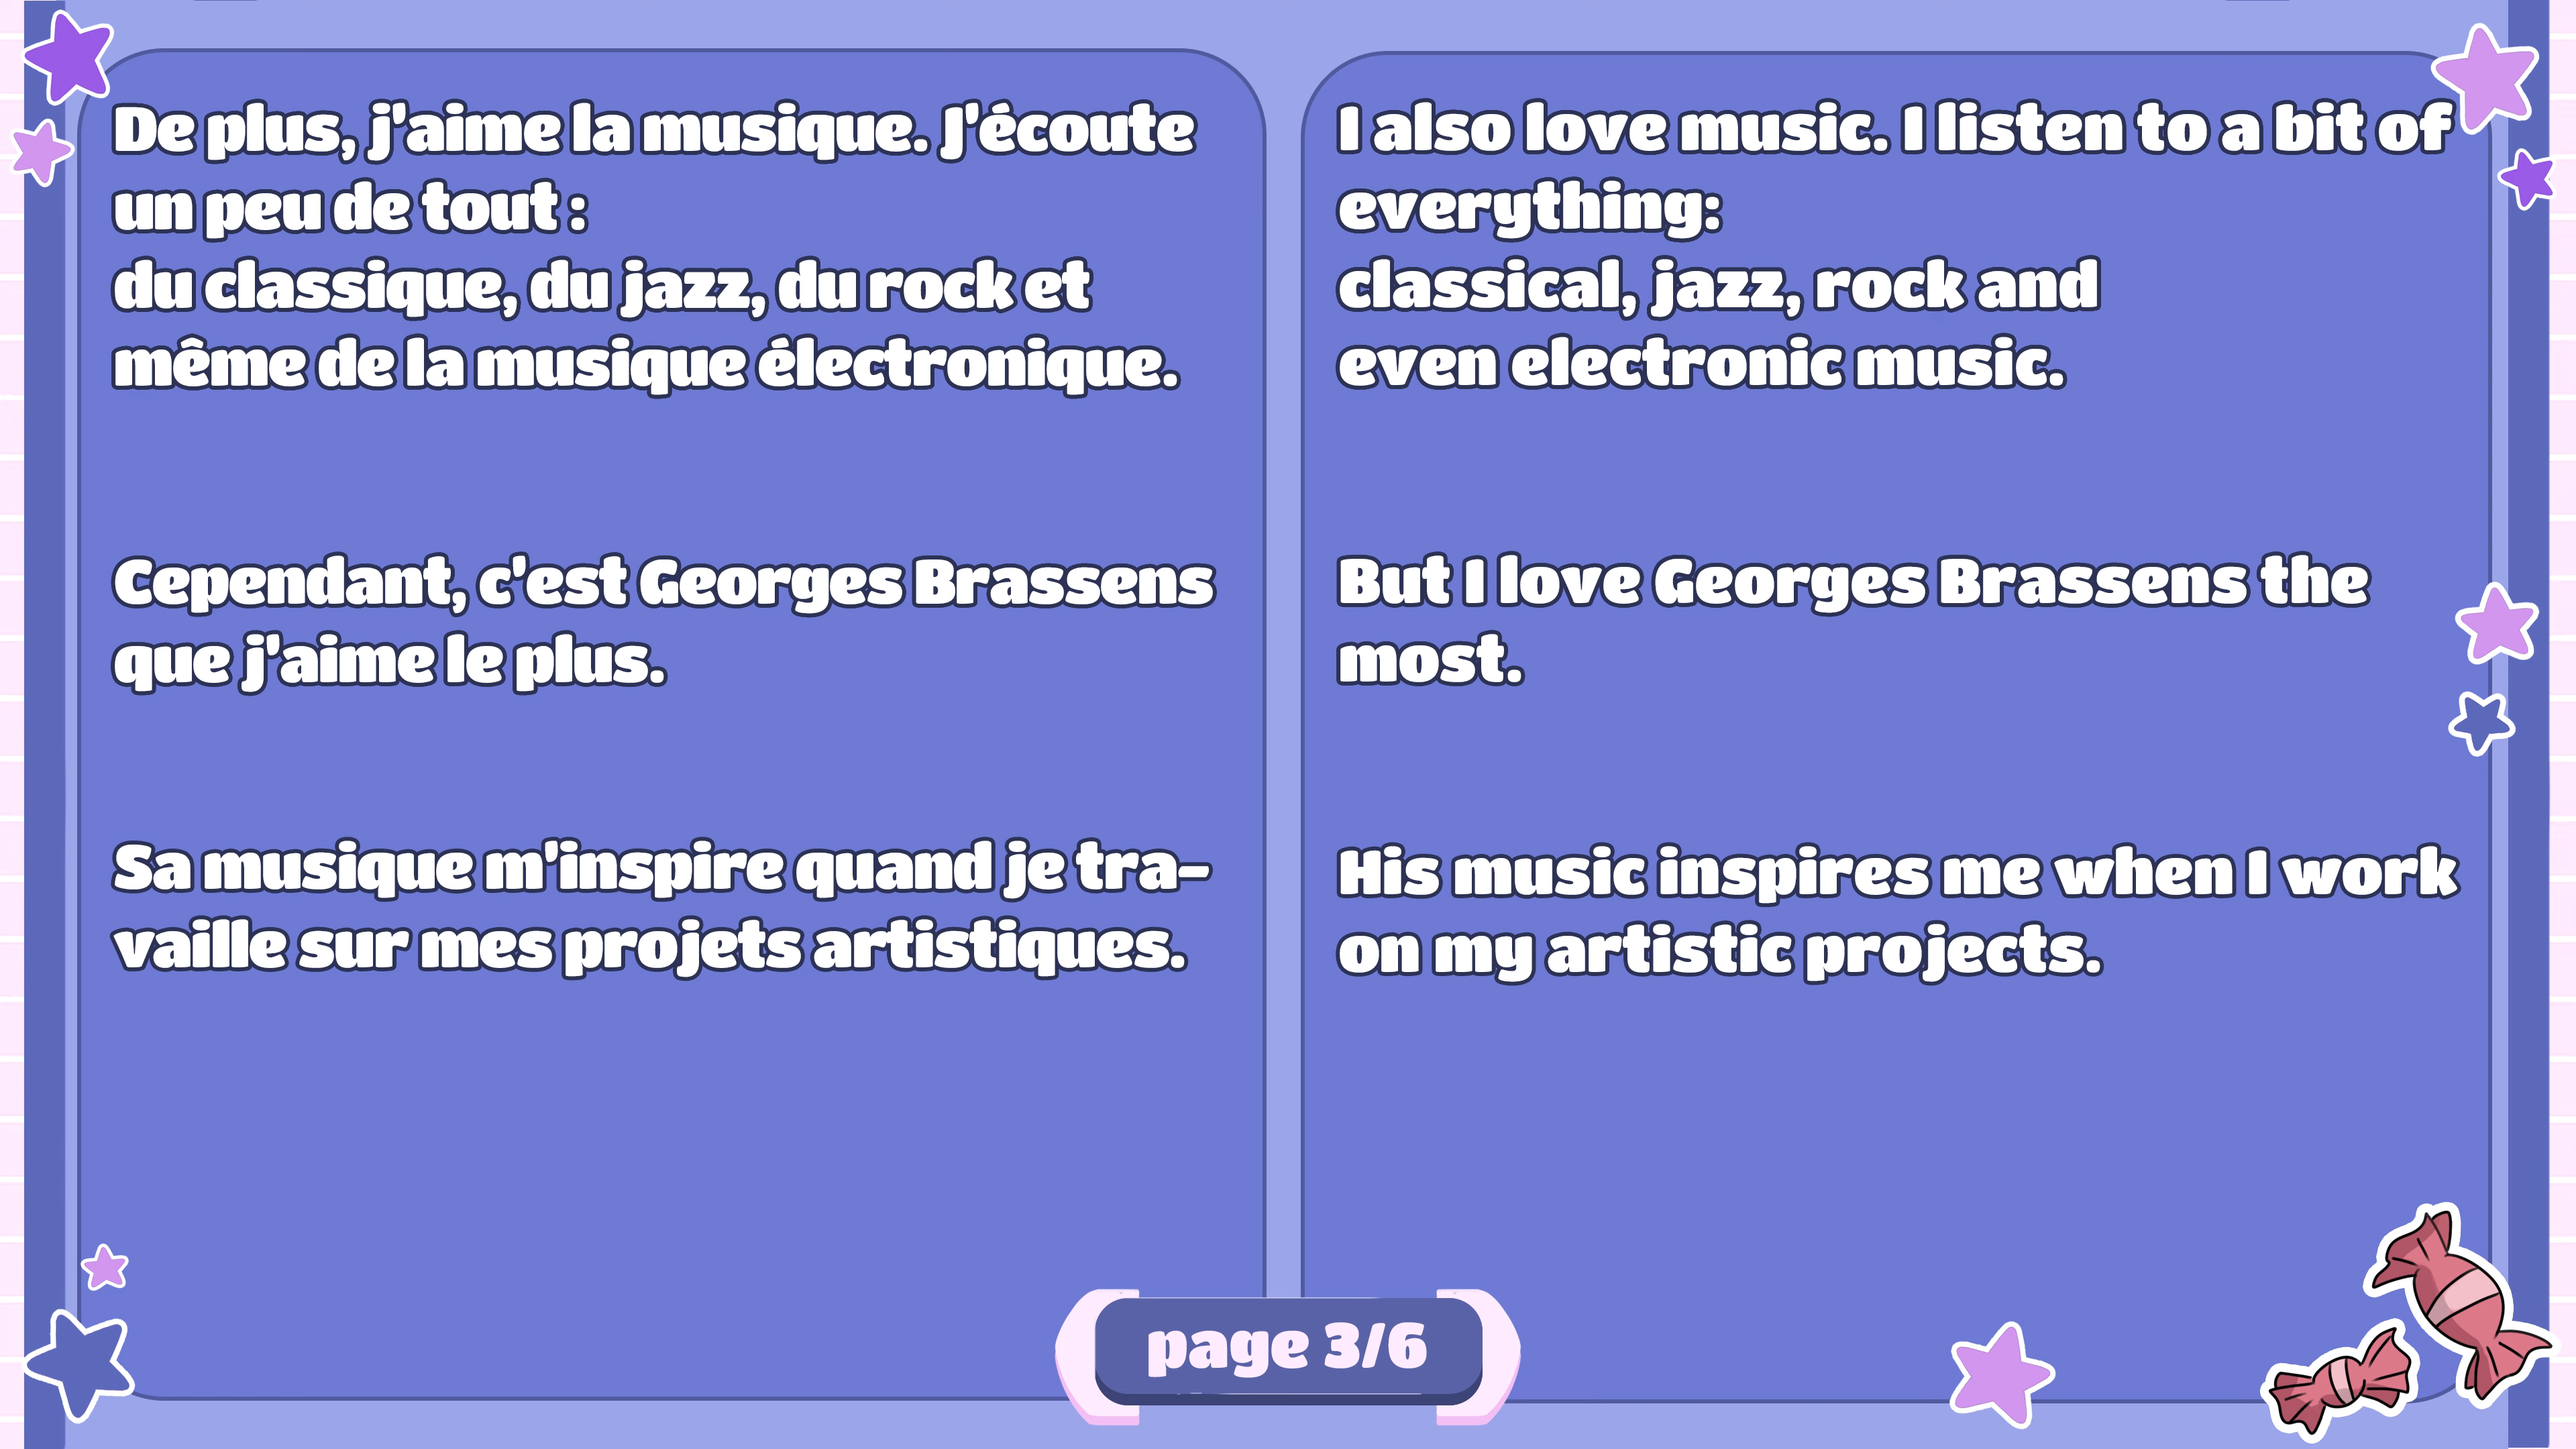 De plus, j'aime la musique. J'écoute
un peu de tout :
du classique, du jazz, du rock et
même de la musique électronique.
Cependant, c'est Georges Brassens
que j'aime le plus.
Sa musique m'inspire quand je tra-
vaille sur mes projets artistiques.
I also love music. I listen to a bit of
everything:
classical, jazz, rock and
even electronic music.
But I love Georges Brassens the
most.
His music inspires me when I work
on my artistic projects.
page 3/6